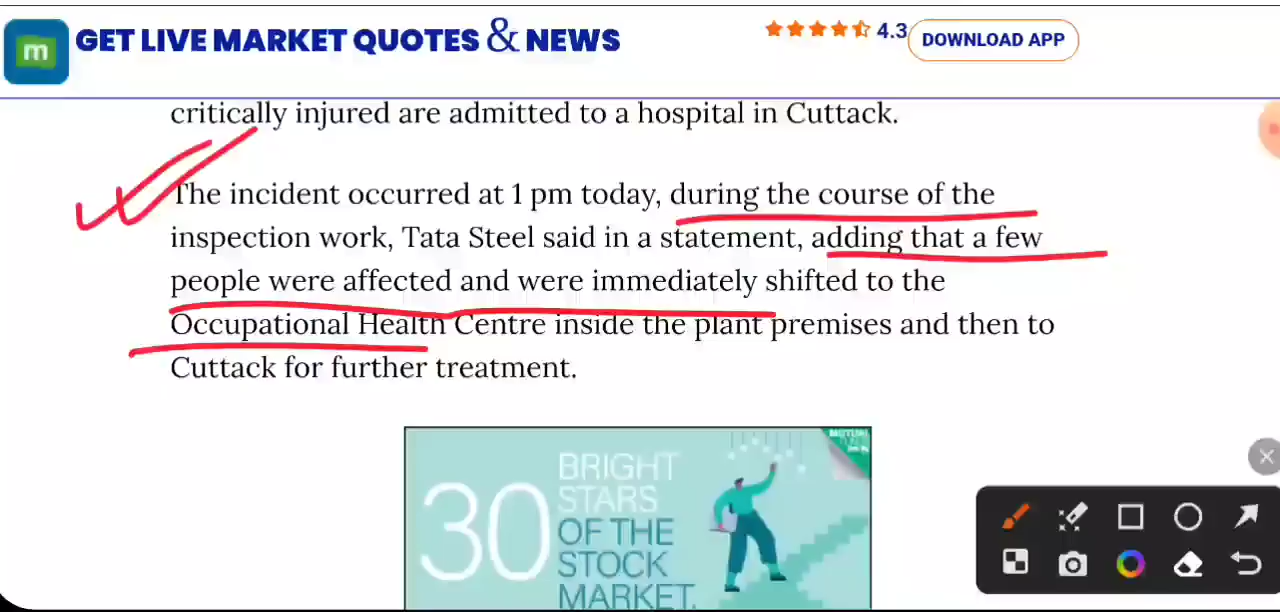 m
GET LIVE MARKET QUOTES & NEWS
4.3
DOWNLOAD APP
critically injured are admitted to a hospital in Cuttack.
The incident occurred at 1 pm today, during the course of the
inspection work, Tata Steel said in a statement, adding that a few
people were affected and were immediately shifted to the
Occupational Health Centre inside the plant premises and then to
Cuttack for further treatment.
30
BRIGHT
STARS
OF THE
STOCK
MARKET.